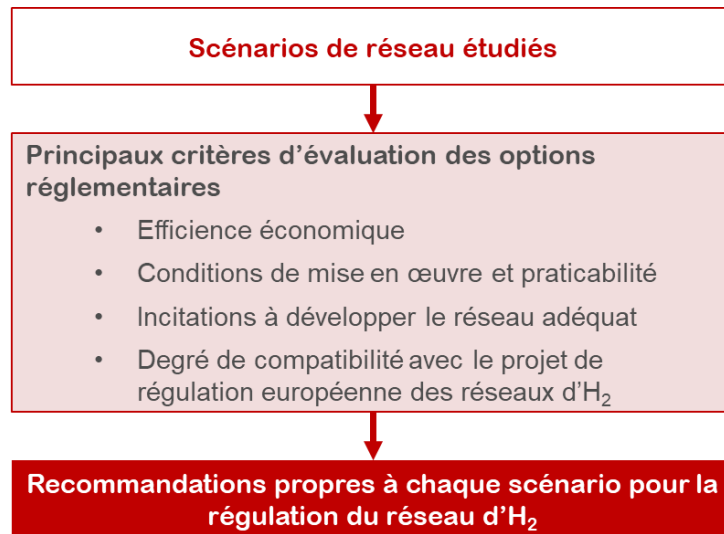 Scénarios de réseau étudiés
Principaux critères d'évaluation des options
réglementaires
• Efficience économique
• Conditions de mise en œuvre et praticabilité
• Incitations à développer le réseau adéquat
• Degré de compatibilité avec le projet de
régulation européenne des réseaux d'H₂
Recommandations propres à chaque scénario pour la
régulation du réseau d'H₂